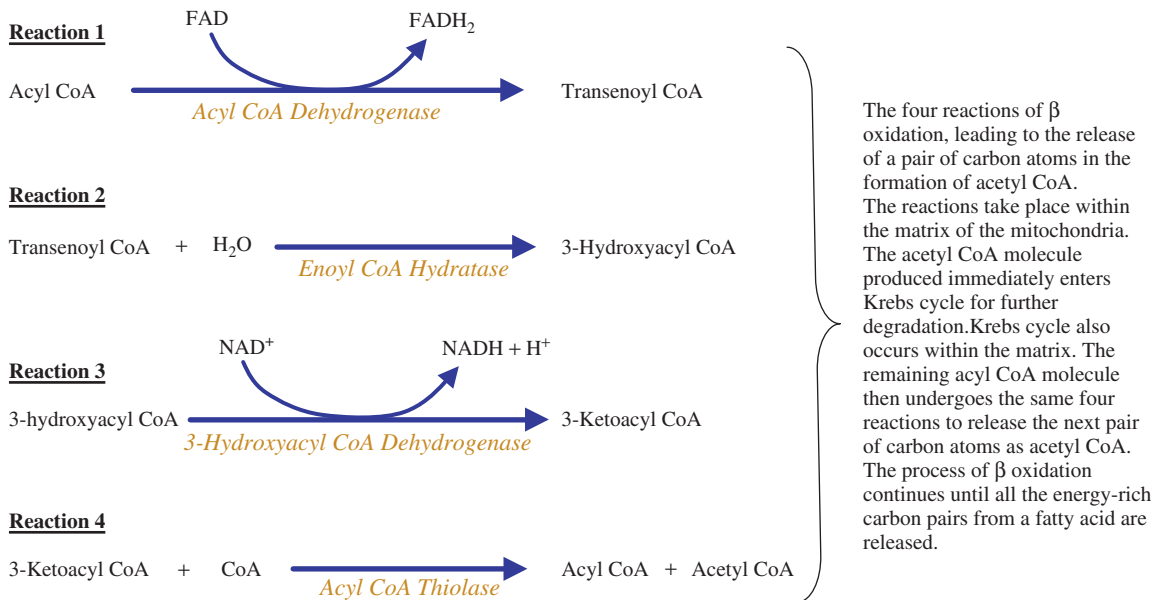 Reaction 1
FAD
FADH2
Acyl CoA
Transenoyl CoA
Acyl CoA Dehydrogenase
Reaction 2
Transenoyl CoA + H2O
3-Hydroxyacyl CoA
Enoyl CoA Hydratase
Reaction 3
NAD+
NADH + H+
3-hydroxyacyl CoA
3-Ketoacyl CoA
3-Hydroxyacyl CoA Dehydrogenase
Reaction 4
3-Ketoacyl CoA + CoA
Acyl CoA + Acetyl CoA
Acyl CoA Thiolase
The four reactions of β
oxidation, leading to the release
of a pair of carbon atoms in the
formation of acetyl CoA.
The reactions take place within
the matrix of the mitochondria.
The acetyl CoA molecule
produced immediately enters
Krebs cycle for further
degradation.Krebs cycle also
occurs within the matrix. The
remaining acyl CoA molecule
then undergoes the same four
reactions to release the next pair
of carbon atoms as acetyl CoA.
The process of β oxidation
continues until all the energy-rich
carbon pairs from a fatty acid are
released.